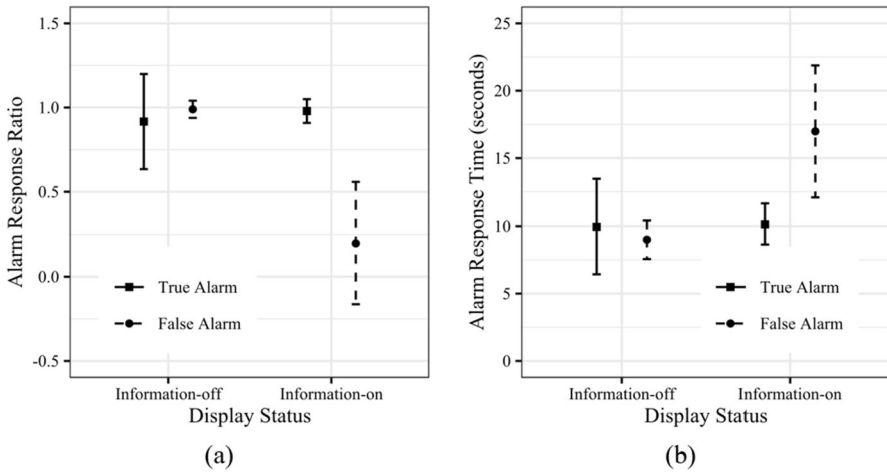 1.5
1.0
0.5
0.0
-0.5
Alarm Response Ratio
True Alarm
False Alarm
Information-off
Information-on
Display Status
(a)
25
20
15
10
5
0
Alarm Response Time (seconds)
True Alarm
False Alarm
Information-off
Information-on
Display Status
(b)